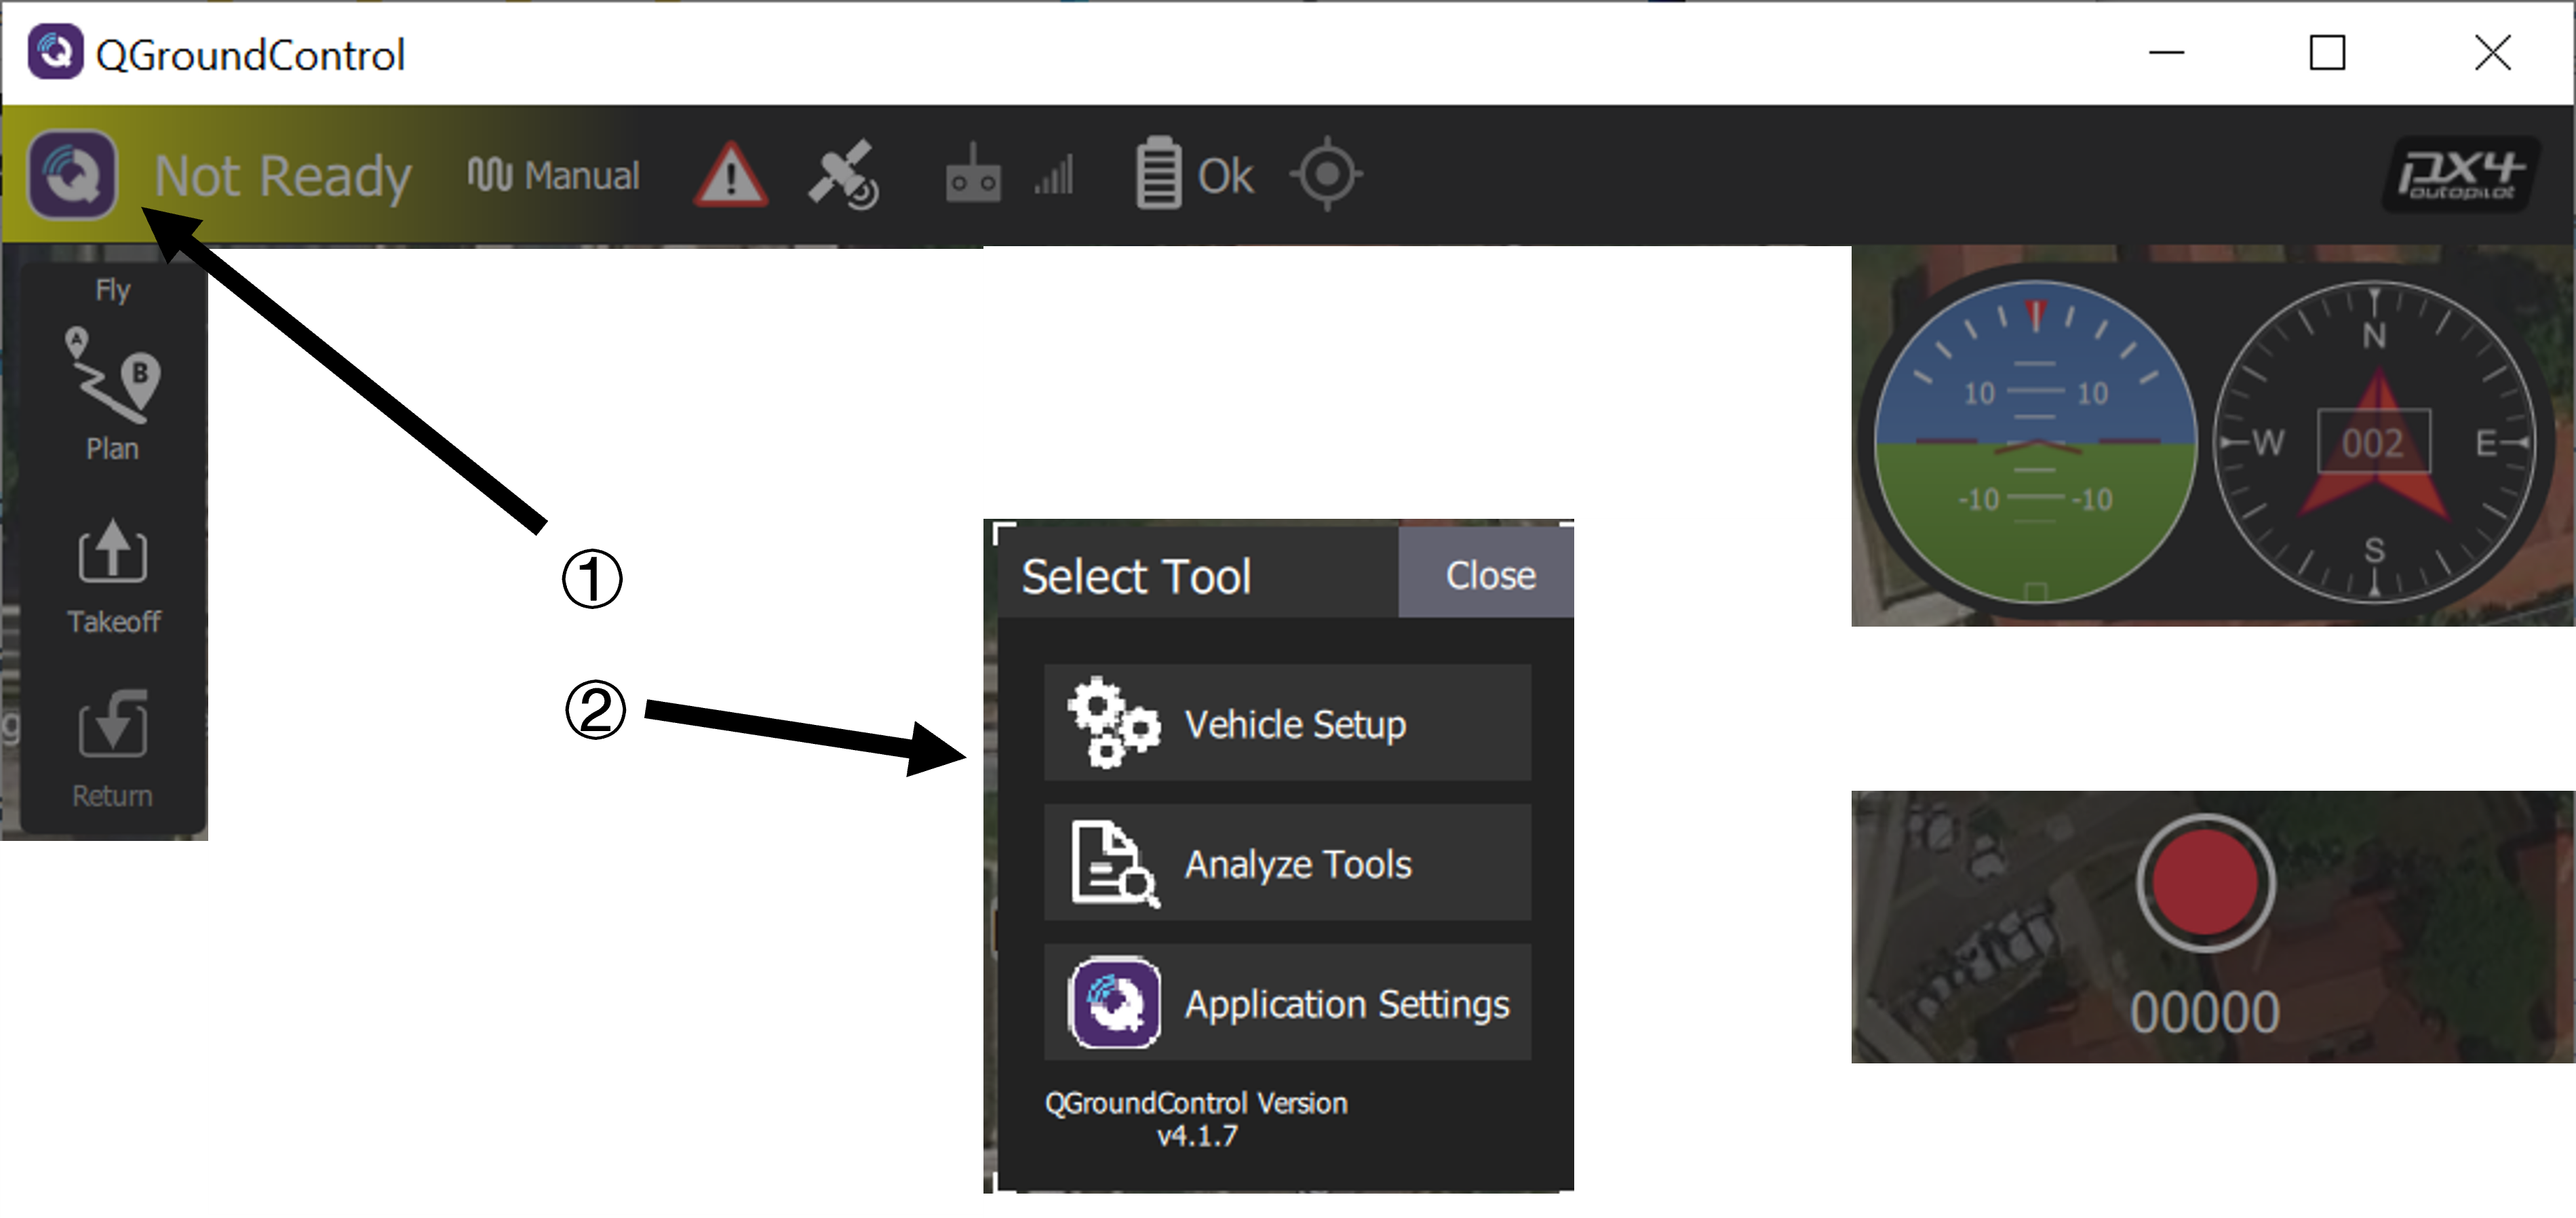 QGroundControl
Not Ready
Manual
Ok
PX4
autopilot
Fly
A
B
Plan
Takeoff
Return
①
②
Select Tool
Close
Vehicle Setup
Analyze Tools
Application Settings
QGroundControl Version
v4.1.7
10 10
-10 -10
N
W 002 E
S
00000